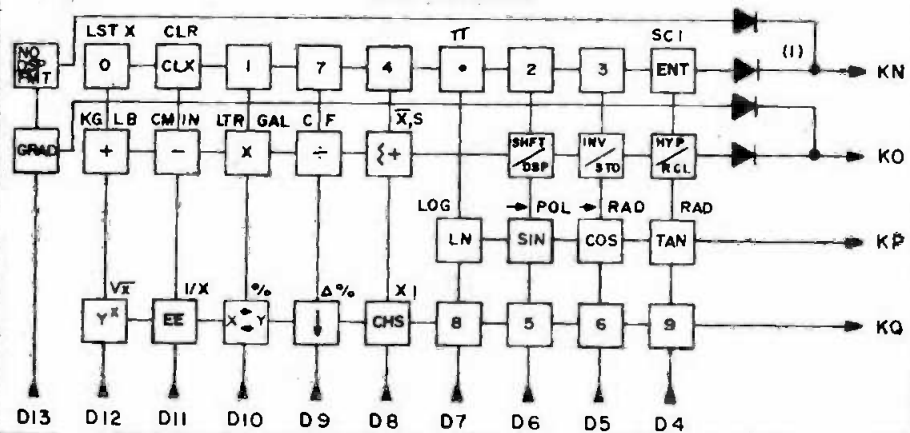 LST X CLR π SCI
NO DSP FMT 0 CLX 1 7 4 • 2 3 ENT (1) KN
KG LB CM IN LTR GAL C F X̅,S
GRAD + − X ÷ {+ SHFT/DSP INV/STO HYP/RCL KO
LOG → POL → RAD RAD
LN SIN COS TAN KP
√x̅ 1/X % Δ% X!
Yˣ EE X⇄Y ↓ CHS 8 5 6 9 KQ
D13 D12 D11 D10 D9 D8 D7 D6 D5 D4